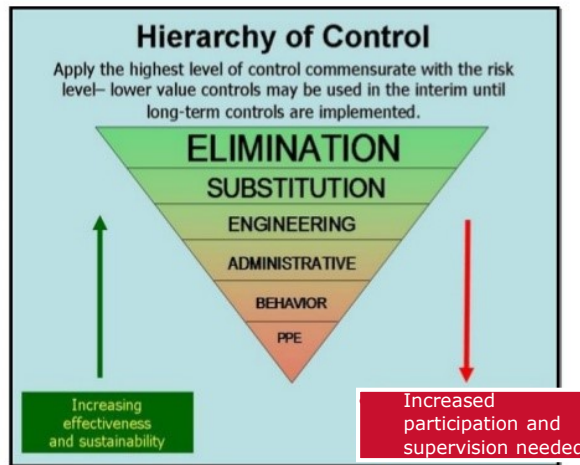 Hierarchy of Control
Apply the highest level of control commensurate with the risk
level– lower value controls may be used in the interim until
long-term controls are implemented.
ELIMINATION
SUBSTITUTION
ENGINEERING
ADMINISTRATIVE
BEHAVIOR
PPE
Increasing
effectiveness
and sustainability
Increased
participation and
supervision needed